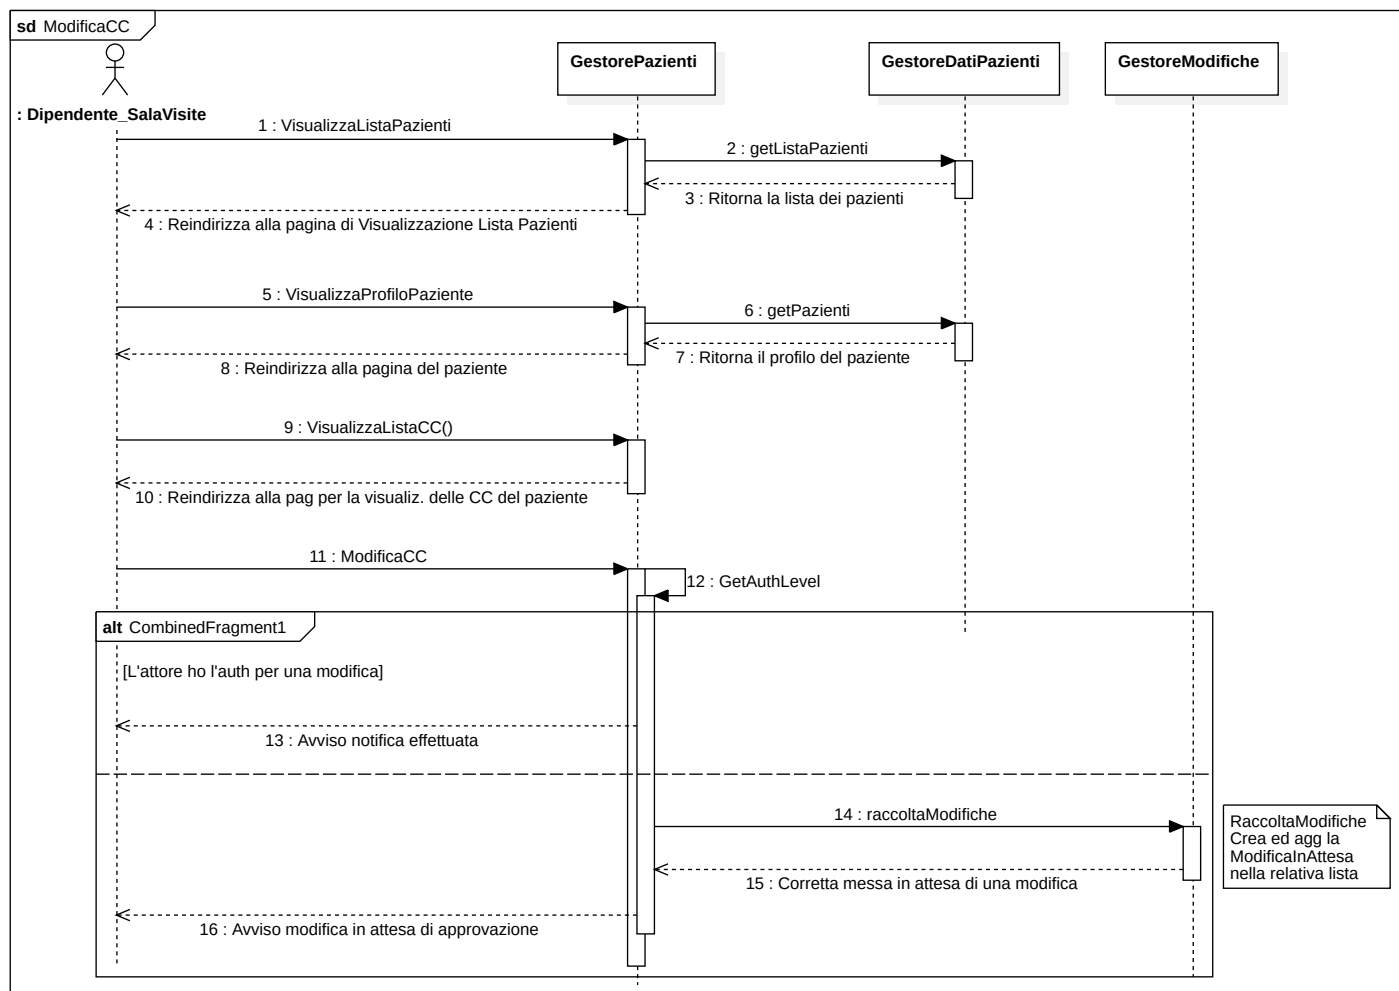 sd ModificaCC
GestorePazienti
GestoreDatiPazienti
GestoreModifiche
: Dipendente_SalaVisite
1 : VisualizzaListaPazienti
2 : getListaPazienti
3 : Ritorna la lista dei pazienti
4 : Reindirizza alla pagina di Visualizzazione Lista Pazienti
5 : VisualizzaProfiloPaziente
6 : getPazienti
7 : Ritorna il profilo del paziente
8 : Reindirizza alla pagina del paziente
9 : VisualizzaListaCC()
10 : Reindirizza alla pag per la visualiz. delle CC del paziente
11 : ModificaCC
12 : GetAuthLevel
alt CombinedFragment1
[L'attore ho l'auth per una modifica]
13 : Avviso notifica effettuata
14 : raccoltaModifiche
RaccoltaModifiche
Crea ed agg la
ModificaInAttesa
nella relativa lista
15 : Corretta messa in attesa di una modifica
16 : Avviso modifica in attesa di approvazione